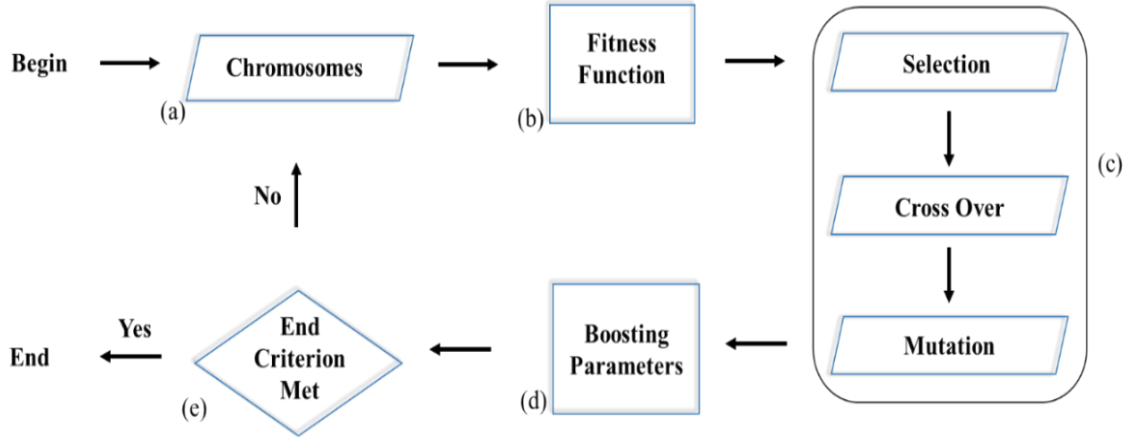 Begin
Chromosomes
(a)
Fitness
Function
(b)
Selection
Cross Over
Mutation
(c)
Boosting
Parameters
(d)
End
Criterion
Met
(e)
No
Yes
End